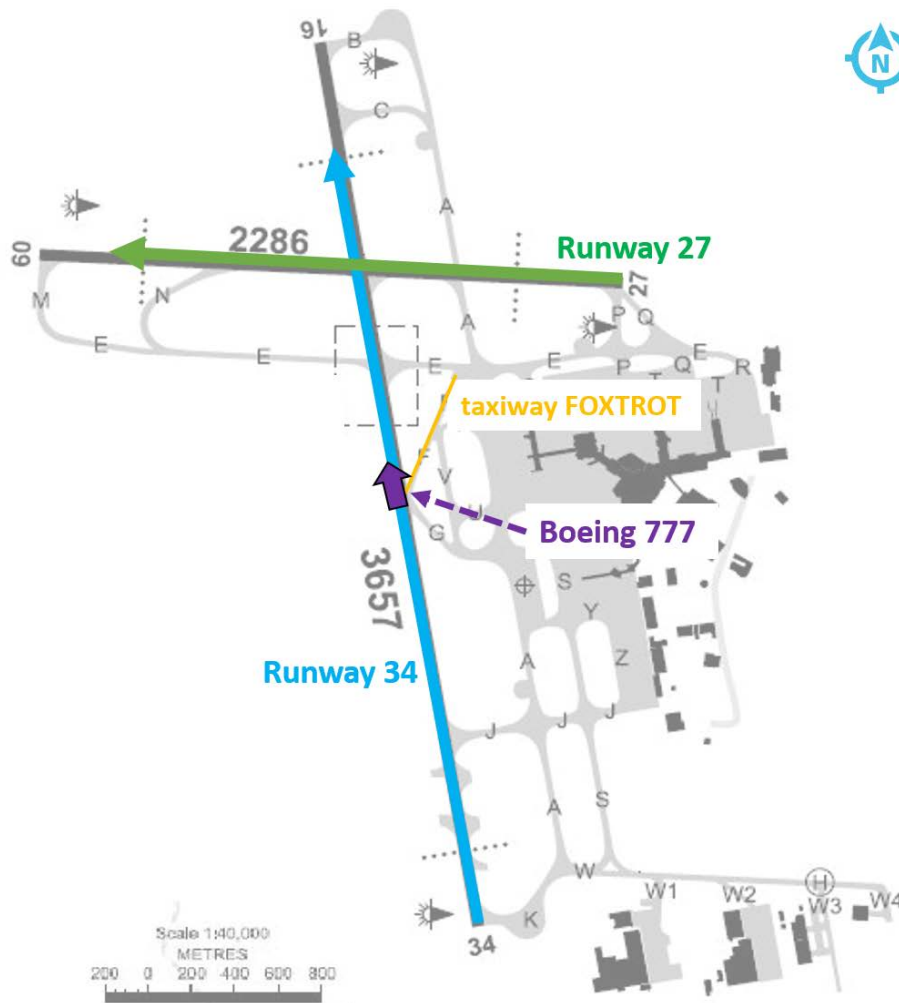 16
B
N
C
A
2286
Runway 27
09
27
M
N
P
Q
A
E
E
E
E
E
P
Q
R
T
T
taxiway FOXTROT
F
V
U
G
Boeing 777
3657
S
Y
A
Z
Runway 34
J
J
J
A
S
W
H
W1
W2
W3
W4
K
34
Scale 1:40,000
METRES
200 0 200 400 600 800